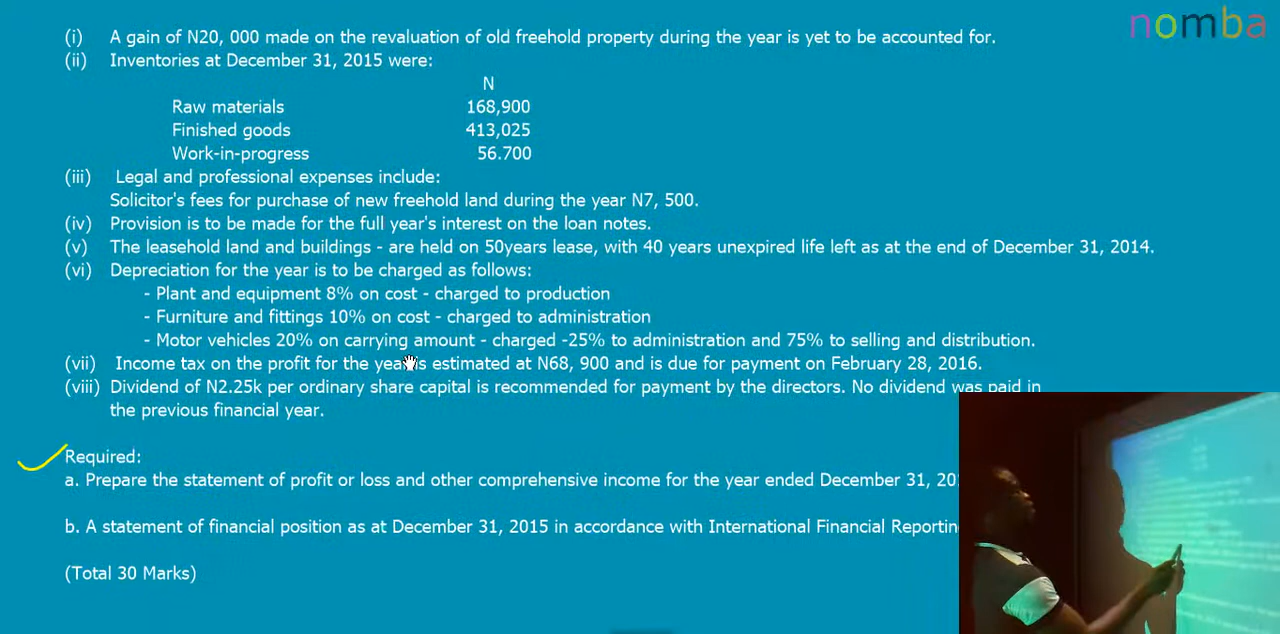 nomba
(i) A gain of N20, 000 made on the revaluation of old freehold property during the year is yet to be accounted for.
(ii) Inventories at December 31, 2015 were:
N
Raw materials 168,900
Finished goods 413,025
Work-in-progress 56.700
(iii) Legal and professional expenses include:
Solicitor's fees for purchase of new freehold land during the year N7, 500.
(iv) Provision is to be made for the full year's interest on the loan notes.
(v) The leasehold land and buildings - are held on 50years lease, with 40 years unexpired life left as at the end of December 31, 2014.
(vi) Depreciation for the year is to be charged as follows:
- Plant and equipment 8% on cost - charged to production
- Furniture and fittings 10% on cost - charged to administration
- Motor vehicles 20% on carrying amount - charged -25% to administration and 75% to selling and distribution.
(vii) Income tax on the profit for the year is estimated at N68, 900 and is due for payment on February 28, 2016.
(viii) Dividend of N2.25k per ordinary share capital is recommended for payment by the directors. No dividend was paid in
the previous financial year.
Required:
a. Prepare the statement of profit or loss and other comprehensive income for the year ended December 31, 20
b. A statement of financial position as at December 31, 2015 in accordance with International Financial Reportin
(Total 30 Marks)